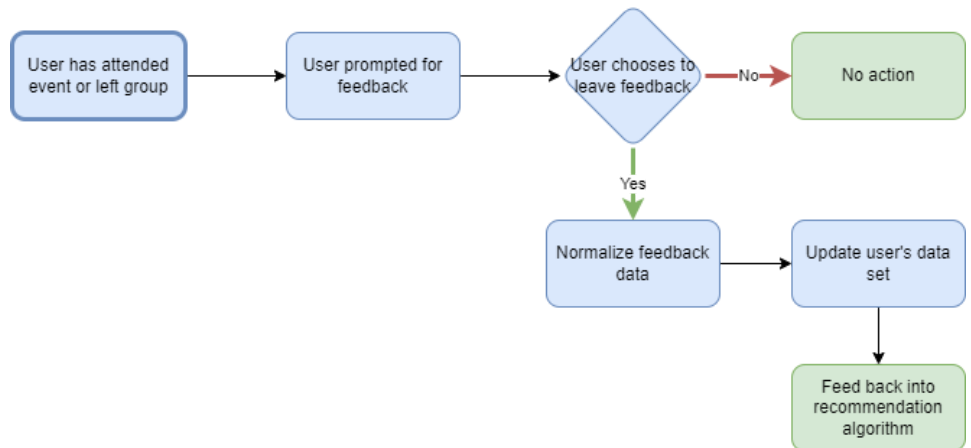 User has attended
event or left group
User prompted for
feedback
User chooses to
leave feedback
No
No action
Yes
Normalize feedback
data
Update user's data
set
Feed back into
recommendation
algorithm